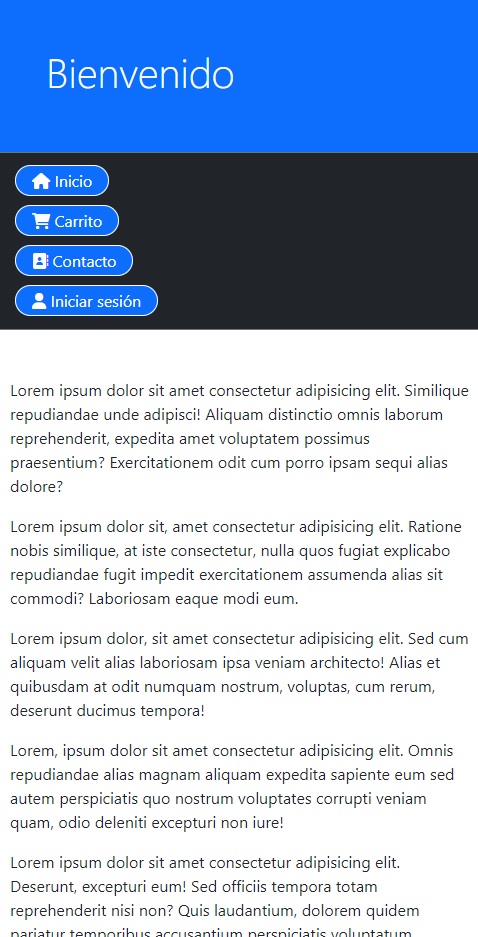 Bienvenido
Inicio
Carrito
Contacto
Iniciar sesión
Lorem ipsum dolor sit amet consectetur adipisicing elit. Similique
repudiandae unde adipisci! Aliquam distinctio omnis laborum
reprehenderit, expedita amet voluptatem possimus
praesentium? Exercitationem odit cum porro ipsam sequi alias
dolore?
Lorem ipsum dolor sit, amet consectetur adipisicing elit. Ratione
nobis similique, at iste consectetur, nulla quos fugiat explicabo
repudiandae fugit impedit exercitationem assumenda alias sit
commodi? Laboriosam eaque modi eum.
Lorem ipsum dolor, sit amet consectetur adipisicing elit. Sed cum
aliquam velit alias laboriosam ipsa veniam architecto! Alias et
quibusdam at odit numquam nostrum, voluptas, cum rerum,
deserunt ducimus tempora!
Lorem, ipsum dolor sit amet consectetur adipisicing elit. Omnis
repudiandae alias magnam aliquam expedita sapiente eum sed
autem perspiciatis quo nostrum voluptates corrupti veniam
quam, odio deleniti excepturi non iure!
Lorem ipsum dolor sit amet consectetur adipisicing elit.
Deserunt, excepturi eum! Sed officiis tempora totam
reprehenderit nisi non? Quis laudantium, dolorem quidem
pariatur temporibus accusantium perspiciatis voluptatum